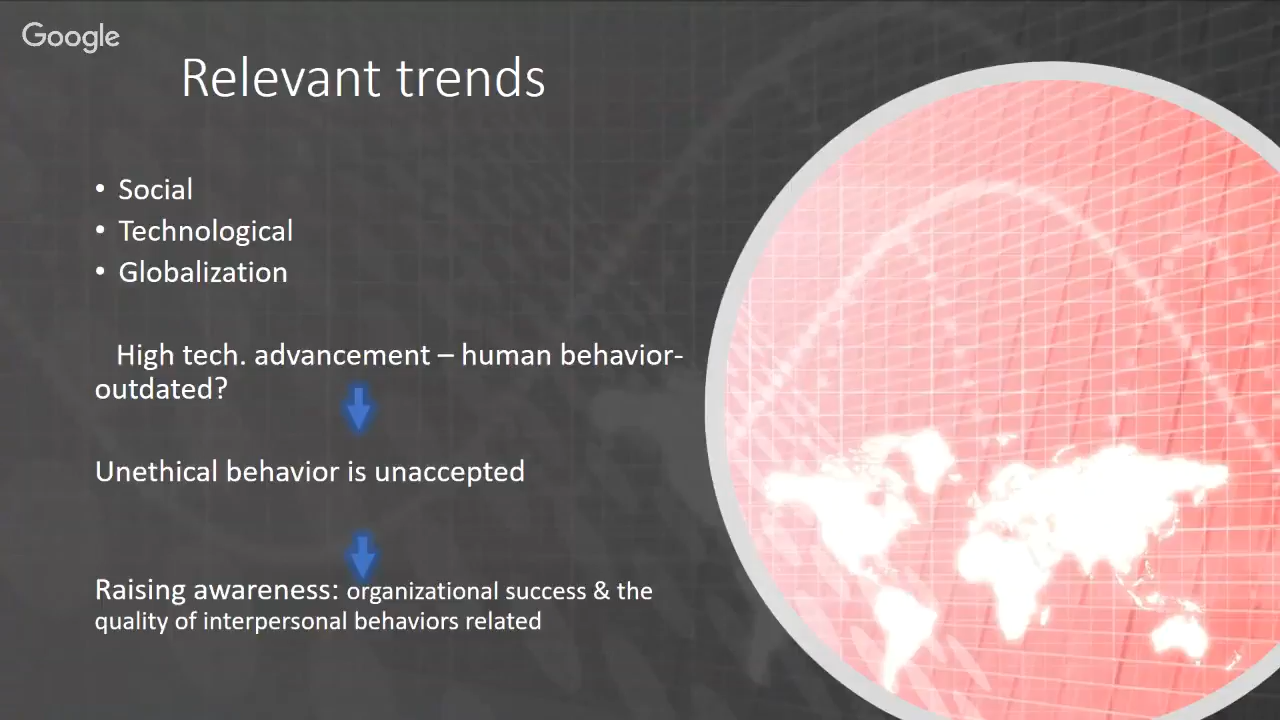 Google
Relevant trends
• Social
• Technological
• Globalization
High tech. advancement – human behavior-
outdated?
Unethical behavior is unaccepted
Raising awareness: organizational success & the
quality of interpersonal behaviors related